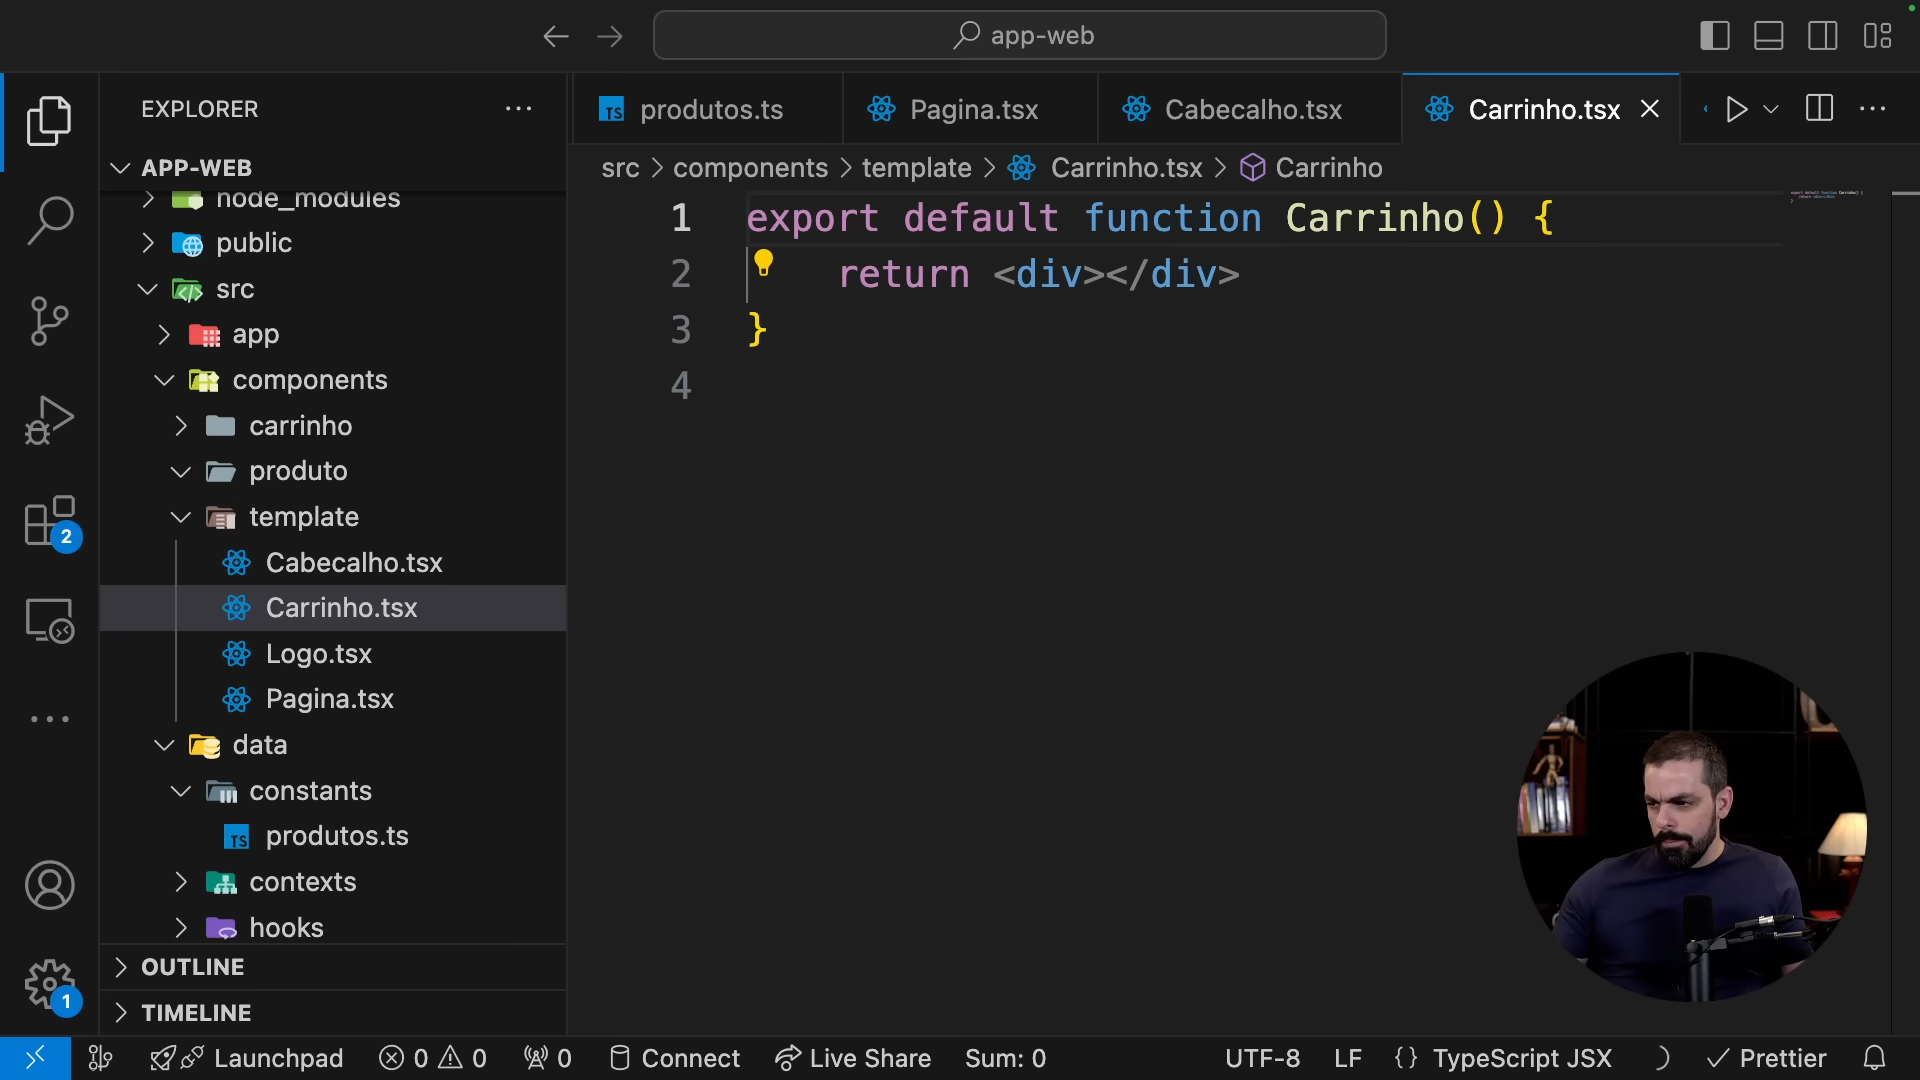 app-web
EXPLORER
APP-WEB
node_modules
public
src
app
components
carrinho
produto
template
Cabecalho.tsx
Carrinho.tsx
Logo.tsx
Pagina.tsx
data
constants
TS produtos.ts
contexts
hooks
OUTLINE
TIMELINE
2
1
TS produtos.ts
Pagina.tsx
Cabecalho.tsx
Carrinho.tsx
src > components > template > Carrinho.tsx > Carrinho
1 export default function Carrinho() {
2 return <div></div>
3 }
4
Launchpad 0 0 0 Connect Live Share Sum: 0 UTF-8 LF {} TypeScript JSX Prettier